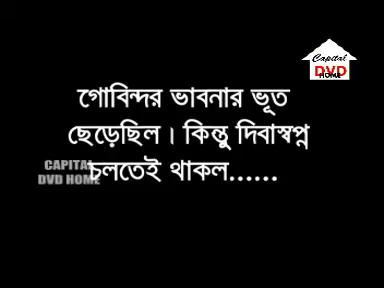 Capital
DVD
HOME
গোবিন্দর ভাবনার ভূত
ছেড়েছিল। কিন্তু দিবাস্বপ্ন
চলতেই থাকল......
CAPITAL
DVD HOME